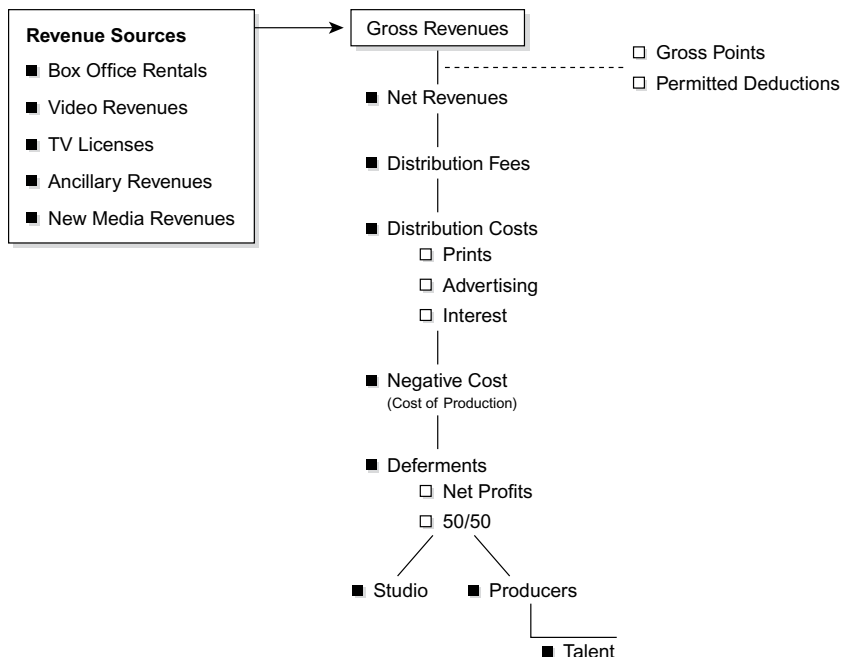 Revenue Sources
Box Office Rentals
Video Revenues
TV Licenses
Ancillary Revenues
New Media Revenues
Gross Revenues
Gross Points
Permitted Deductions
Net Revenues
Distribution Fees
Distribution Costs
Prints
Advertising
Interest
Negative Cost
(Cost of Production)
Deferments
Net Profits
50/50
Studio
Producers
Talent